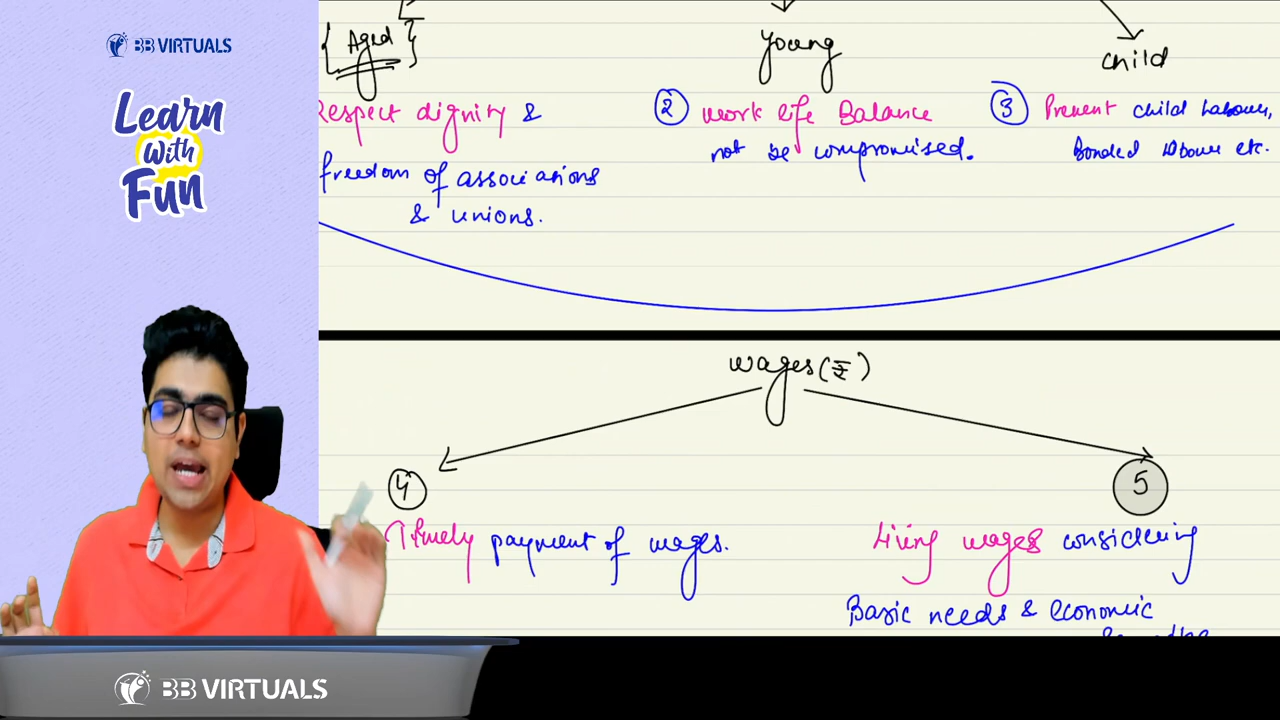 BB VIRTUALS
Learn
With
Fun
{ Aged }
young
child
Respect dignity &
freedom of associations
& unions.
② work life Balance
not be compromised.
③ Prevent child Labour,
Bonded labour etc.
wages (₹)
④
Timely payment of wages.
5
Living wages considering
Basic needs & economic
BB VIRTUALS